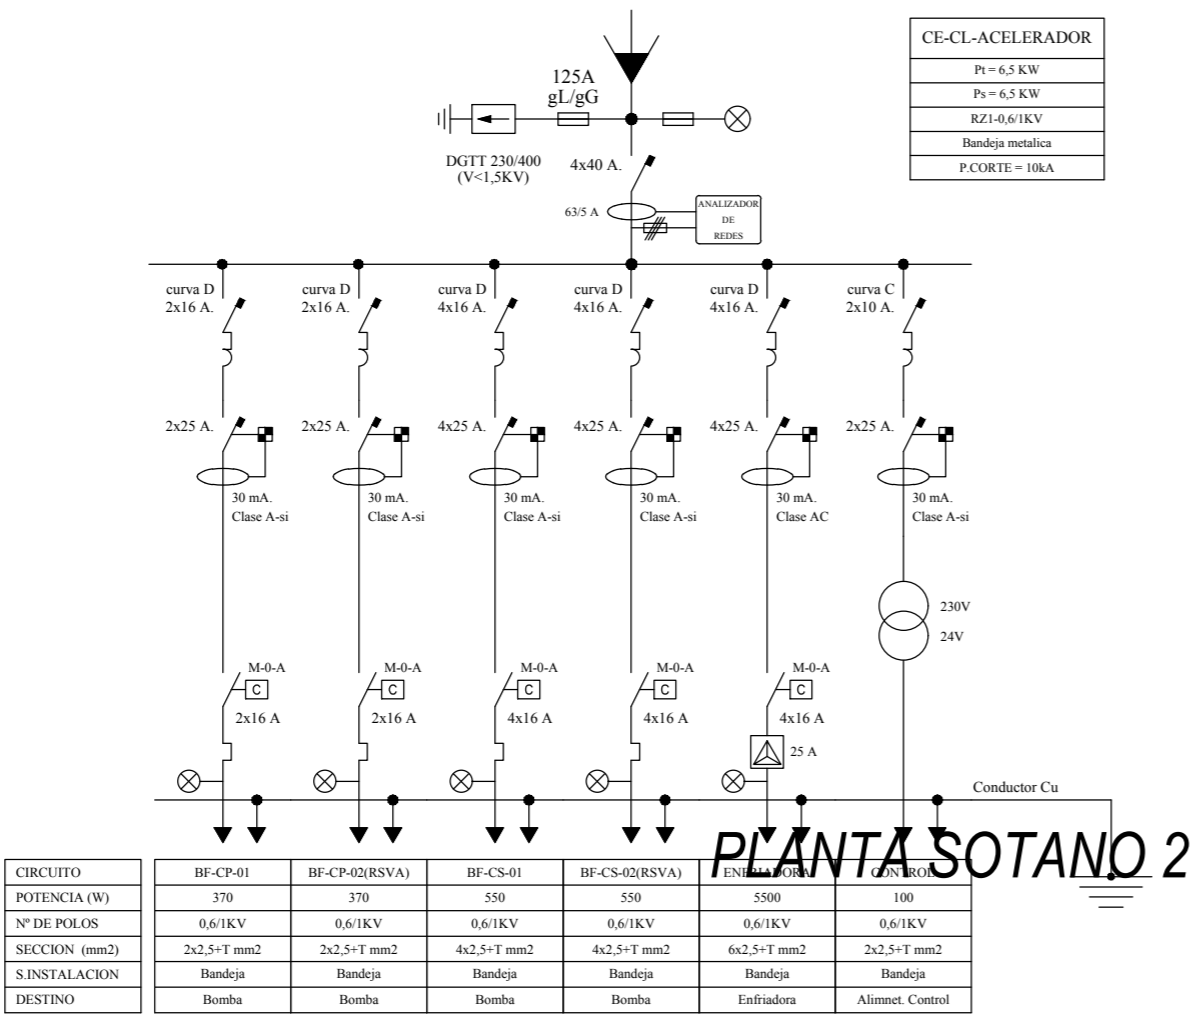 CE-CL-ACELERADOR
Pt = 6,5 KW
Ps = 6,5 KW
RZ1-0,6/1KV
Bandeja metalica
P.CORTE = 10kA
125A
gL/gG
DGTT 230/400
(V<1,5KV)
4x40 A.
63/5 A
ANALIZADOR
DE
REDES
curva D curva D curva D curva D curva D curva C
2x16 A. 2x16 A. 4x16 A. 4x16 A. 4x16 A. 2x10 A.
2x25 A. 2x25 A. 4x25 A. 4x25 A. 4x25 A. 2x25 A.
30 mA. 30 mA. 30 mA. 30 mA. 30 mA. 30 mA.
Clase A-si Clase A-si Clase A-si Clase A-si Clase AC Clase A-si
230V
24V
M-0-A M-0-A M-0-A M-0-A M-0-A
C C C C C
2x16 A 2x16 A 4x16 A 4x16 A 4x16 A
25 A
Conductor Cu
PLANTA SOTANO 2
CIRCUITO BF-CP-01 BF-CP-02(RSVA) BF-CS-01 BF-CS-02(RSVA) ENFRIADORA CONTROL
POTENCIA (W) 370 370 550 550 5500 100
Nº DE POLOS 0,6/1KV 0,6/1KV 0,6/1KV 0,6/1KV 0,6/1KV 0,6/1KV
SECCION (mm2) 2x2,5+T mm2 2x2,5+T mm2 4x2,5+T mm2 4x2,5+T mm2 6x2,5+T mm2 2x2,5+T mm2
S.INSTALACION Bandeja Bandeja Bandeja Bandeja Bandeja Bandeja
DESTINO Bomba Bomba Bomba Bomba Enfriadora Alimnet. Control